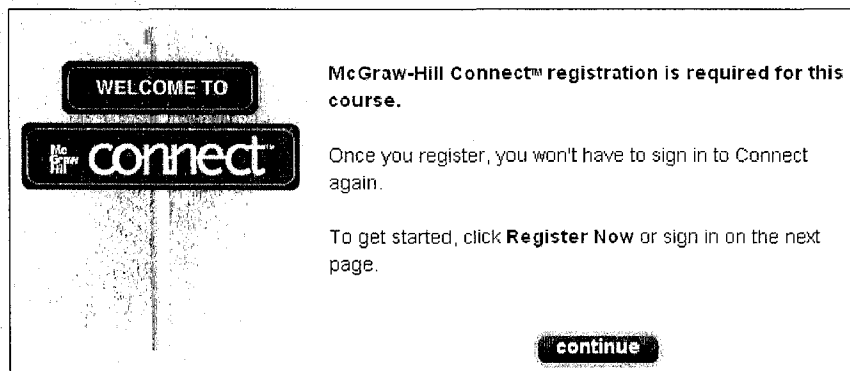 WELCOME TO
Mc
Graw
Hill
connect™
McGraw-Hill Connect™ registration is required for this
course.
Once you register, you won't have to sign in to Connect
again.
To get started, click Register Now or sign in on the next
page.
continue